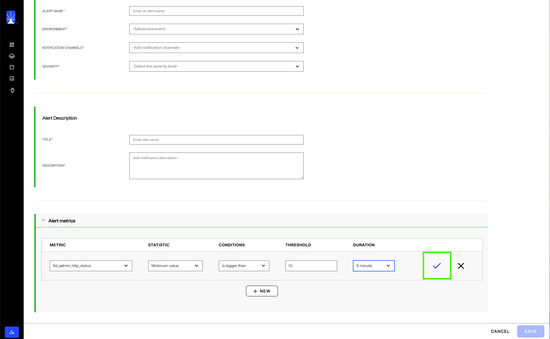 ALERT NAME*
Enter an alert name
ENVIRONMENT*
-Add environment-
NOTIFICATION CHANNELS*
-Add notification channels-
SEVERITY*
-Select the severity level-
Alert Description
TITLE*
Enter title name
DESCRIPTION*
Add notification description
Alert metrics
METRIC STATISTIC CONDITIONS THRESHOLD DURATION
fid_admin_http_status Minimum value Is bigger than 10 5 minute
+ NEW
CANCEL SAVE